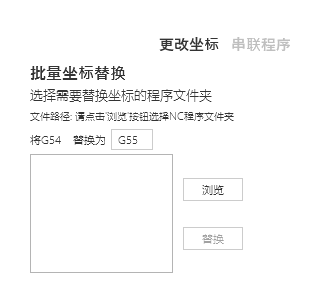 更改坐标 串联程序
批量坐标替换
选择需要替换坐标的程序文件夹
文件路径: 请点击'浏览'按钮选择NC程序文件夹
将G54 替换为 G55
浏览
替换